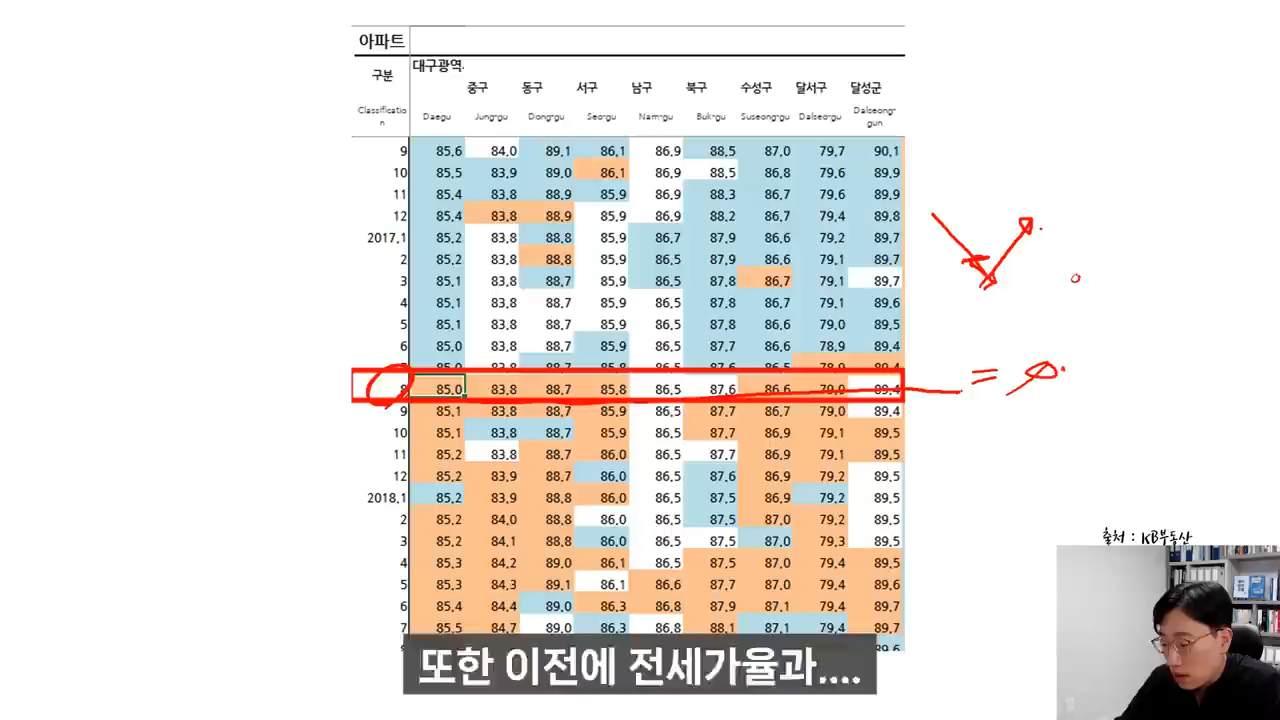 아파트
구분 대구광역.
중구 동구 서구 남구 북구 수성구 달서구 달성군
Classificatio
n Daegu Jung-gu Dong-gu Seo-gu Nam-gu Buk-gu Suseong-gu Dalseo-gu Dalseong-
gun
9 85.6 84.0 89.1 86.1 86.9 88.5 87.0 79.7 90.1
10 85.5 83.9 89.0 86.1 86.9 88.5 86.8 79.6 89.9
11 85.4 83.8 88.9 85.9 86.9 88.3 86.7 79.6 89.9
12 85.4 83.8 88.9 85.9 86.9 88.2 86.7 79.4 89.8
2017.1 85.2 83.8 88.8 85.9 86.7 87.9 86.6 79.2 89.7
2 85.2 83.8 88.8 85.9 86.5 87.9 86.6 79.1 89.7
3 85.1 83.8 88.7 85.9 86.5 87.8 86.7 79.1 89.7
4 85.1 83.8 88.7 85.9 86.5 87.8 86.7 79.1 89.6
5 85.1 83.8 88.7 85.9 86.5 87.8 86.6 79.0 89.5
6 85.0 83.8 88.7 85.9 86.5 87.7 86.6 78.9 89.4
85.0 83.8 88.7 85.8 86.5 87.6 86.5 78.9 89.4
8 85.0 83.8 88.7 85.8 86.5 87.6 86.6 89.4
9 85.1 83.8 88.7 85.9 86.5 87.7 86.7 79.0 89.4
10 85.1 83.8 88.7 85.9 86.5 87.7 86.9 79.1 89.5
11 85.2 83.8 88.7 86.0 86.5 87.7 86.9 79.1 89.5
12 85.2 83.9 88.7 86.0 86.5 87.6 86.9 79.2 89.5
2018.1 85.2 83.9 88.8 86.0 86.5 87.5 86.9 79.2 89.5
2 85.2 84.0 88.8 86.0 86.5 87.5 87.0 79.2 89.5
3 85.2 84.1 88.8 86.0 86.5 87.5 87.0 79.3 89.5
4 85.3 84.2 89.0 86.1 86.5 87.5 87.0 79.4 89.6
5 85.3 84.3 89.1 86.1 86.6 87.7 87.0 79.4 89.6
6 85.4 84.4 89.0 86.3 86.8 87.9 87.1 79.4 89.7
7 85.5 84.7 89.0 86.3 86.8 88.1 87.1 79.4 89.7
89.6
출처 : KB부동산
또한 이전에 전세가율과....